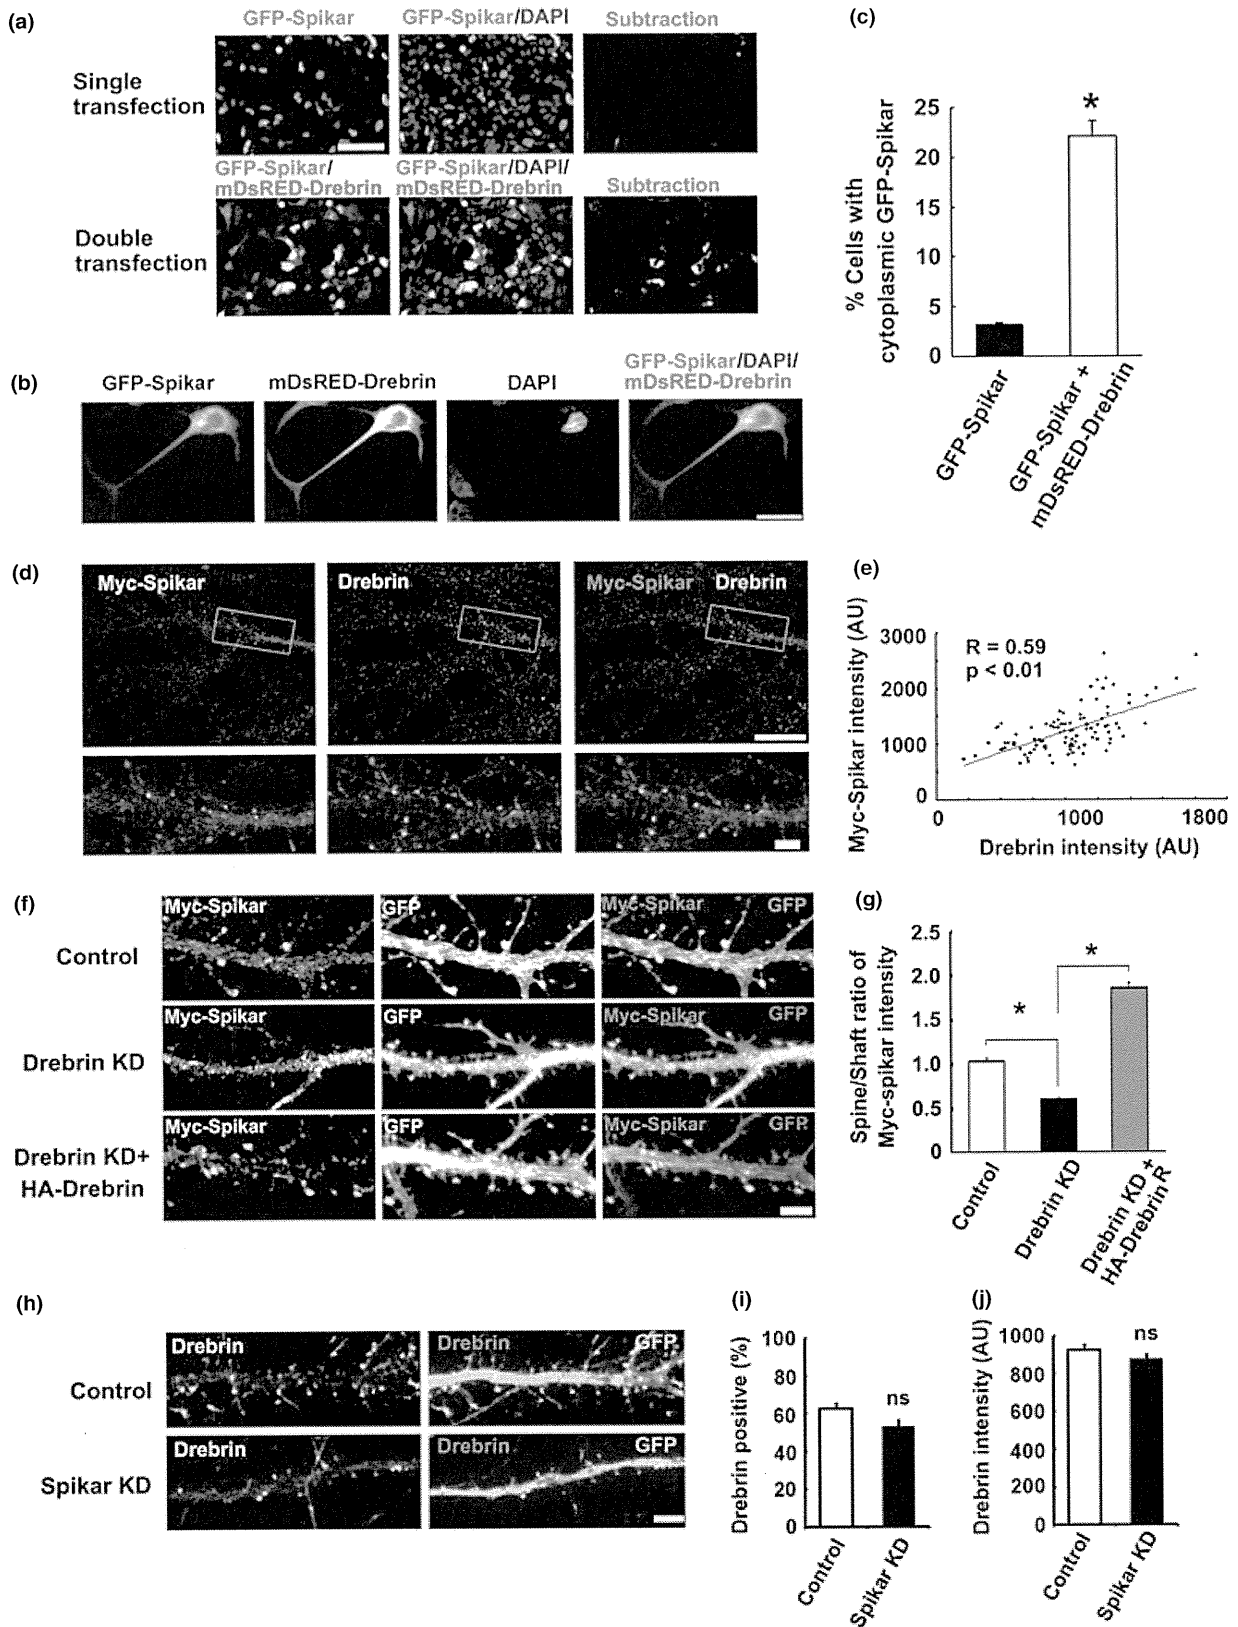 (a)
GFP-Spikar
GFP-Spikar/DAPI
Subtraction
Single
transfection
GFP-Spikar/
mDsRED-Drebrin
GFP-Spikar/DAPI/
mDsRED-Drebrin
Subtraction
Double
transfection
(b)
GFP-Spikar
mDsRED-Drebrin
DAPI
GFP-Spikar/DAPI/
mDsRED-Drebrin
(c)
% Cells with
cytoplasmic GFP-Spikar
25
20
15
10
5
0
*
GFP-Spikar
GFP-Spikar +
mDsRED-Drebrin
(d)
Myc-Spikar
Drebrin
Myc-Spikar Drebrin
(e)
Myc-Spikar intensity (AU)
3000
2000
1000
0
R = 0.59
p < 0.01
0 1000 1800
Drebrin intensity (AU)
(f)
Control
Myc-Spikar
GFP
Myc-Spikar GFP
Drebrin KD
Myc-Spikar
GFP
Myc-Spikar GFP
Drebrin KD+
HA-Drebrin
Myc-Spikar
GFP
Myc-Spikar GFP
(g)
Spine/Shaft ratio of
Myc-spikar intensity
2.5
2.0
1.5
1.0
0.5
0
*
*
Control
Drebrin KD
Drebrin KD +
HA-Drebrin R
(h)
Control
Drebrin
Drebrin GFP
Spikar KD
Drebrin
Drebrin GFP
(i)
Drebrin positive (%)
100
80
60
40
20
0
ns
Control
Spikar KD
(j)
Drebrin intensity (AU)
1000
800
600
400
200
0
ns
Control
Spikar KD